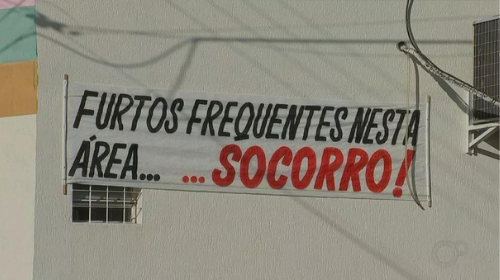 FURTOS FREQUENTES NESTA
ÁREA... ...SOCORRO!